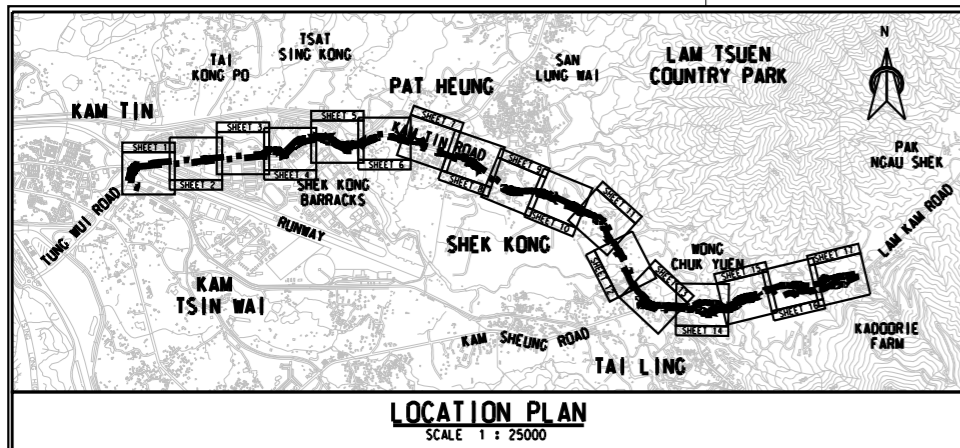 TSAT
SING KONG
TAI
KONG PO
SAN
LUNG WAI
LAM TSUEN
COUNTRY PARK
N
PAT HEUNG
KAM TIN
SHEET 1
SHEET 2
SHEET 3
SHEET 4
SHEET 5
SHEET 6
SHEET 7
KAM TIN ROAD
SHEET 8
SHEET 9
SHEET 10
PAK
NGAU SHEK
SHEK KONG
BARRACKS
TUNG WUI ROAD
RUNWAY
SHEK KONG
LAM KAM ROAD
WONG
CHUK YUEN
SHEET 12
SHEET 14
SHEET 15
SHEET 16
SHEET 17
KAM
TSIN WAI
KAM SHEUNG ROAD
KADOORIE
FARM
TAI LING
LOCATION PLAN
SCALE 1 : 25000